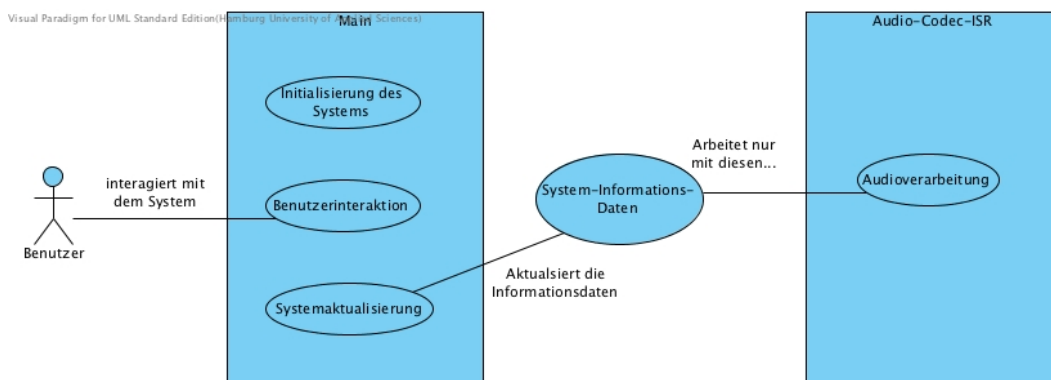 Visual Paradigm for UML Standard Edition(Hamburg University of Applied Sciences)
Main
Audio-Codec-ISR
Initialisierung des
Systems
Arbeitet nur
mit diesen...
interagiert mit
dem System
Benutzerinteraktion
System-Informations-
Daten
Audioverarbeitung
Benutzer
Aktualsiert die
Informationsdaten
Systemaktualisierung